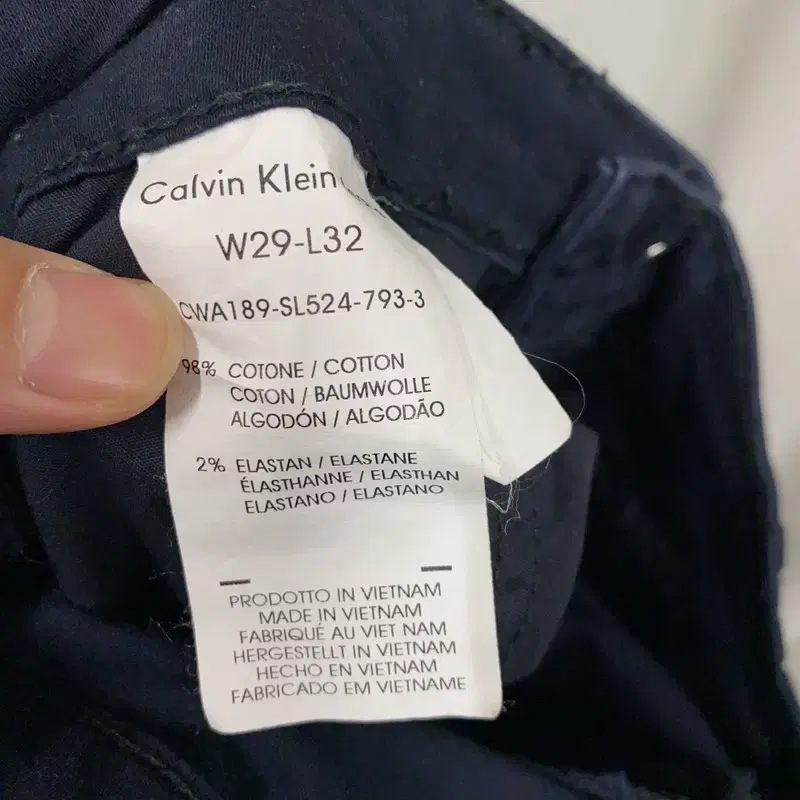 Calvin Klein
W29-L32
CWA189-SL524-793-3
98% COTONE / COTTON
COTON / BAUMWOLLE
ALGODÓN / ALGODÃO
2% ELASTAN / ELASTANE
ÉLASTHANNE / ELASTHAN
ELASTANO / ELASTANO
PRODOTTO IN VIETNAM
MADE IN VIETNAM
FABRIQUÉ AU VIET NAM
HERGESTELLT IN VIETNAM
HECHO EN VIETNAM
FABRICADO EM VIETNAME